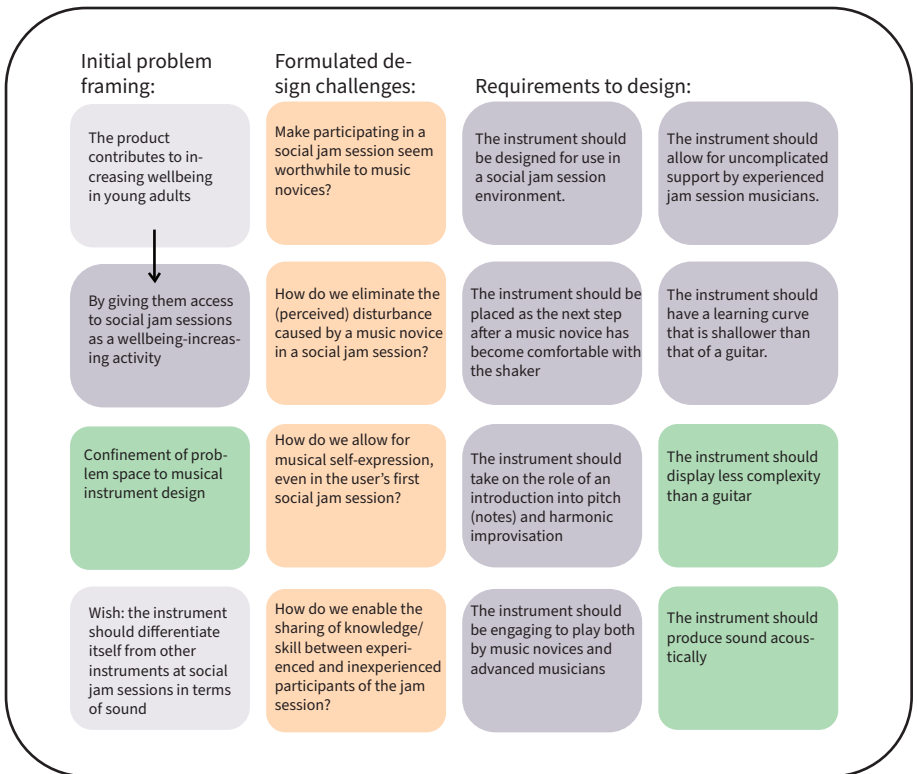 Initial problem
framing:
Formulated de-
sign challenges:
Requirements to design:
The product
contributes to in-
creasing wellbeing
in young adults
Make participating in a
social jam session seem
worthwhile to music
novices?
The instrument should
be designed for use in
a social jam session
environment.
The instrument should
allow for uncomplicated
support by experienced
jam session musicians.
By giving them access
to social jam sessions
as a wellbeing-increas-
ing activity
How do we eliminate the
(perceived) disturbance
caused by a music novice
in a social jam session?
The instrument should be
placed as the next step
after a music novice has
become comfortable with
the shaker
The instrument should
have a learning curve
that is shallower than
that of a guitar.
Confinement of prob-
lem space to musical
instrument design
How do we allow for
musical self-expression,
even in the user's first
social jam session?
The instrument should
take on the role of an
introduction into pitch
(notes) and harmonic
improvisation
The instrument should
display less complexity
than a guitar
Wish: the instrument
should differentiate
itself from other
instruments at social
jam sessions in terms
of sound
How do we enable the
sharing of knowledge/
skill between experi-
enced and inexperienced
participants of the jam
session?
The instrument should
be engaging to play both
by music novices and
advanced musicians
The instrument should
produce sound acous-
tically